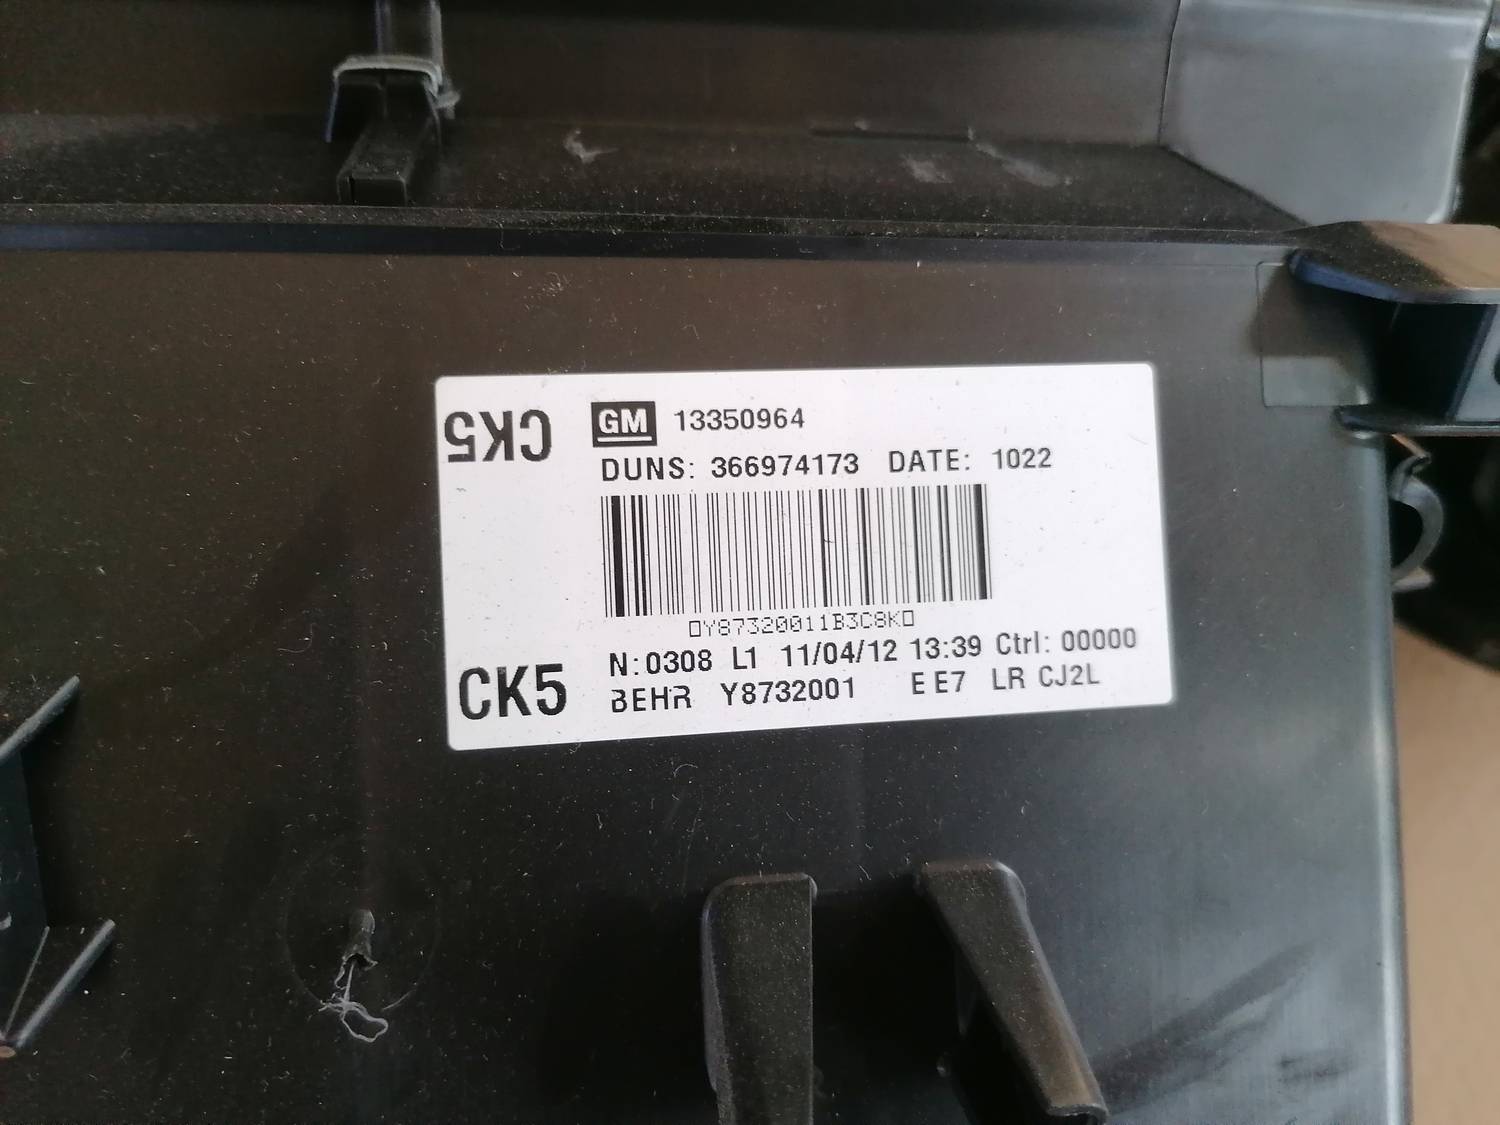 CK5
GM 13350964
DUNS: 366974173 DATE: 1022
▯Y87320011B3C8K▯
N:0308 L1 11/04/12 13:39 Ctrl: 00000
CK5 BEHR Y8732001 E E7 LR CJ2L